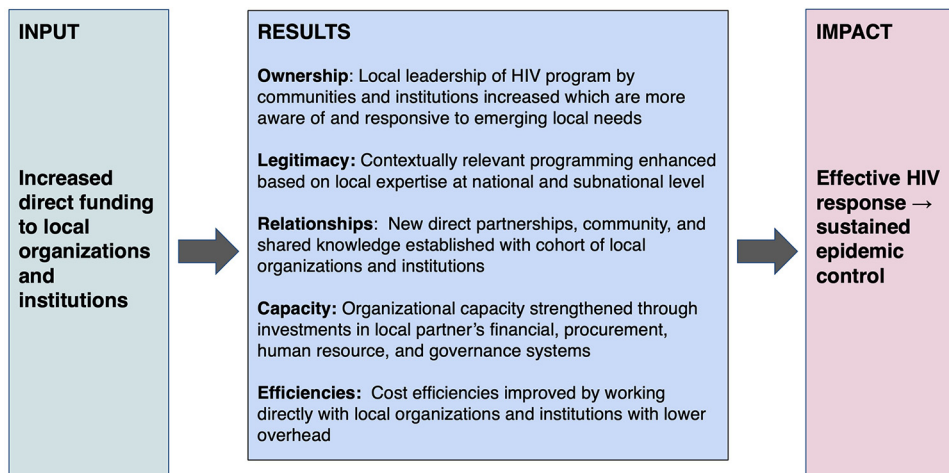 INPUT
Increased
direct funding
to local
organizations
and
institutions
RESULTS
Ownership: Local leadership of HIV program by
communities and institutions increased which are more
aware of and responsive to emerging local needs
Legitimacy: Contextually relevant programming enhanced
based on local expertise at national and subnational level
Relationships: New direct partnerships, community, and
shared knowledge established with cohort of local
organizations and institutions
Capacity: Organizational capacity strengthened through
investments in local partner's financial, procurement,
human resource, and governance systems
Efficiencies: Cost efficiencies improved by working
directly with local organizations and institutions with lower
overhead
IMPACT
Effective HIV
response →
sustained
epidemic
control